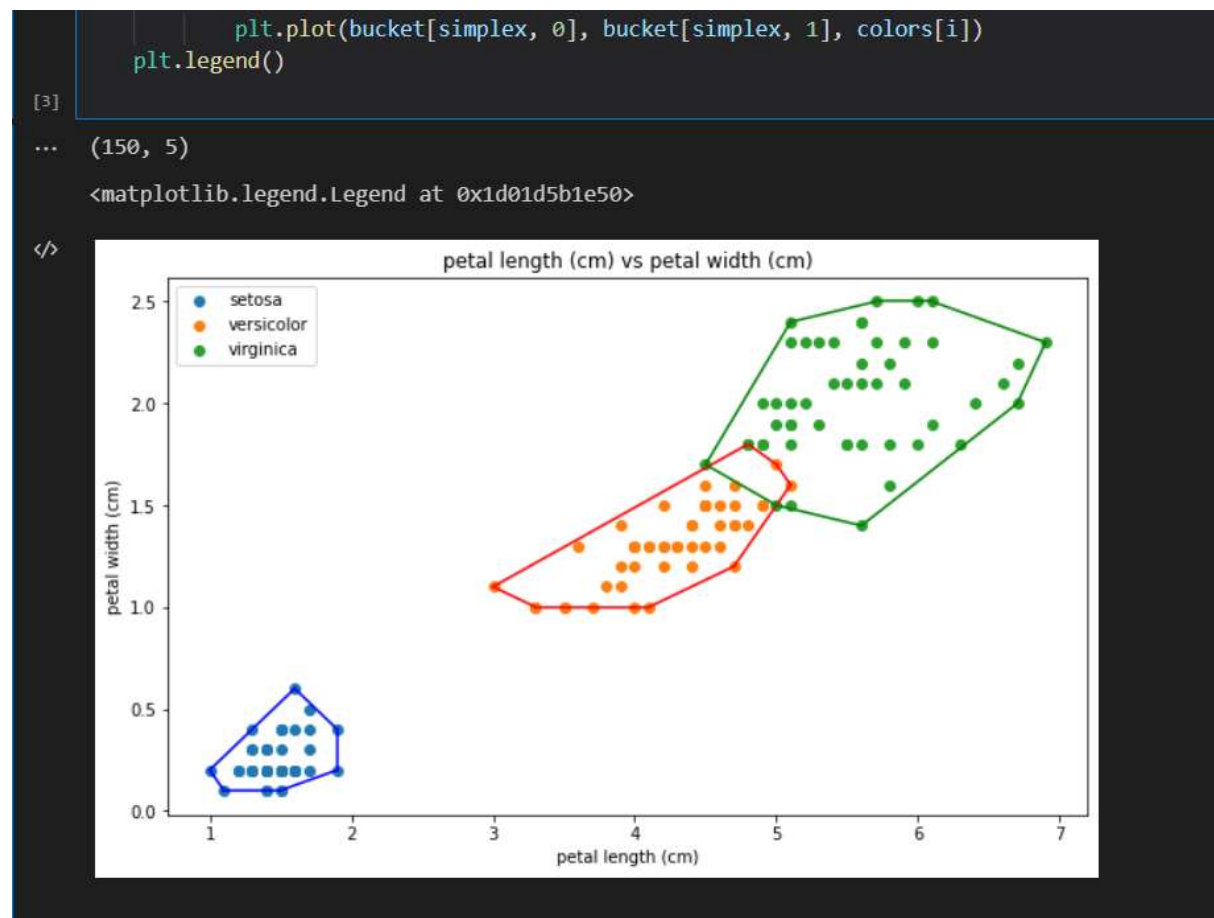 plt.plot(bucket[simplex, 0], bucket[simplex, 1], colors[i])
plt.legend()
[3]
... (150, 5)
<matplotlib.legend.Legend at 0x1d01d5b1e50>
</>
petal length (cm) vs petal width (cm)
setosa
versicolor
virginica
petal width (cm)
2.5
2.0
1.5
1.0
0.5
0.0
1 2 3 4 5 6 7
petal length (cm)